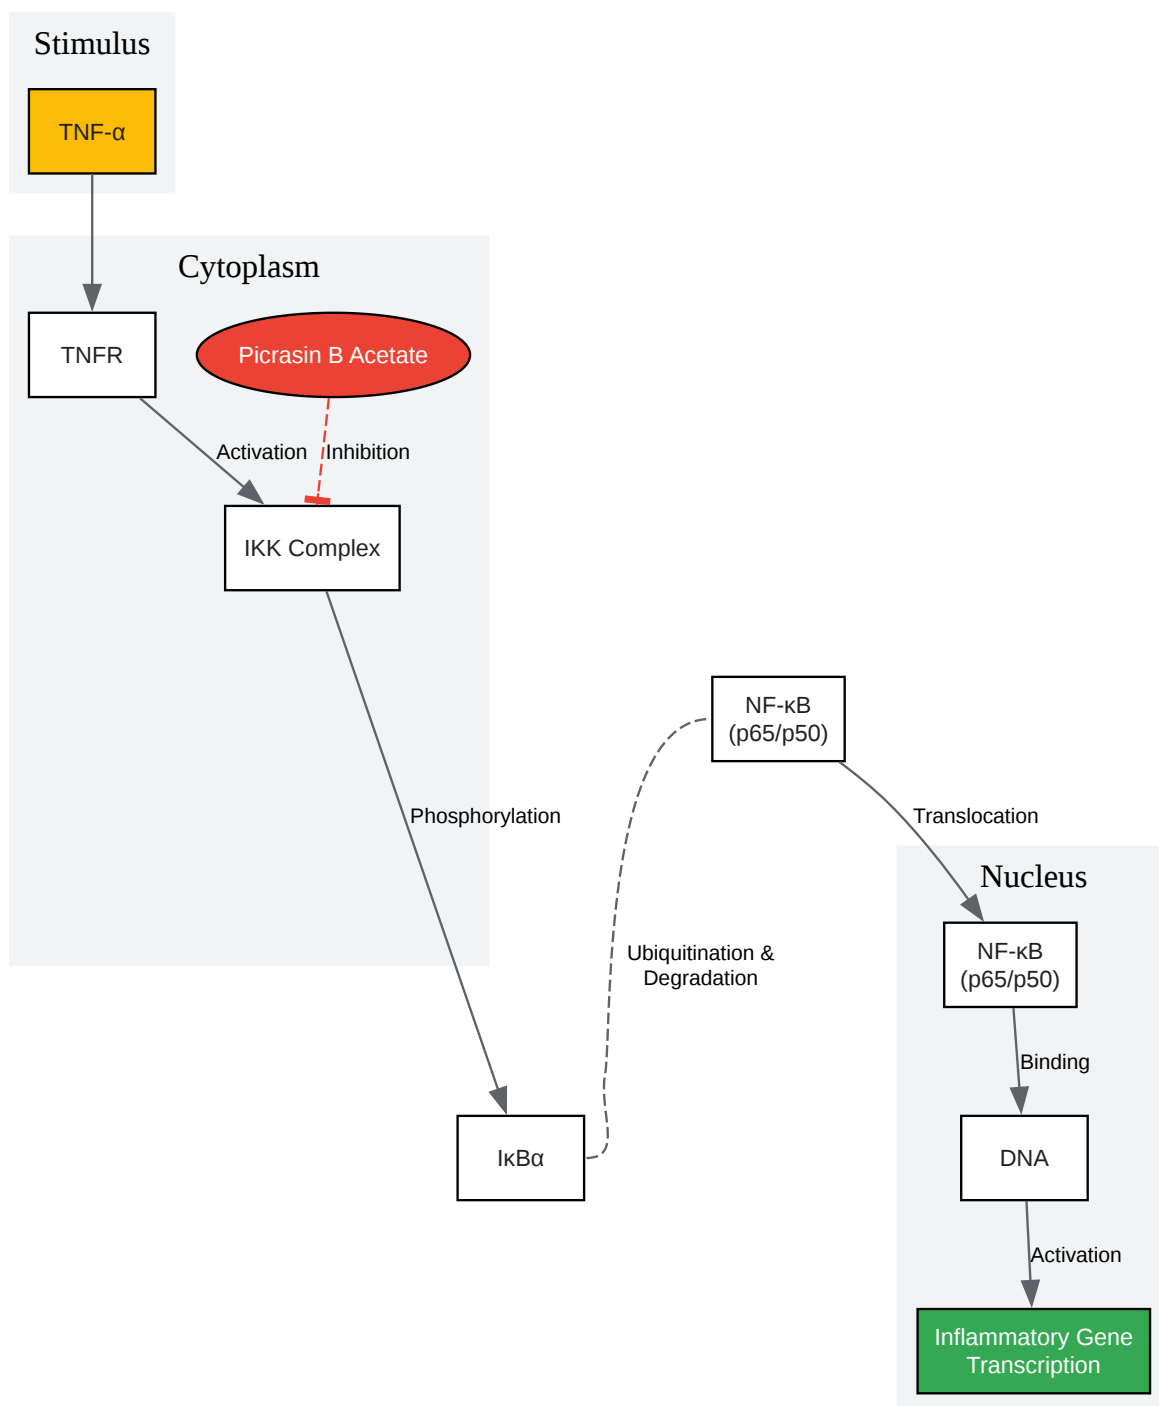 Stimulus
TNF-α
Cytoplasm
TNFR
Picrasin B Acetate
Activation
Inhibition
IKK Complex
NF-κB
(p65/p50)
Phosphorylation
Translocation
Nucleus
Ubiquitination &
Degradation
NF-κB
(p65/p50)
Binding
IκBα
DNA
Activation
Inflammatory Gene
Transcription